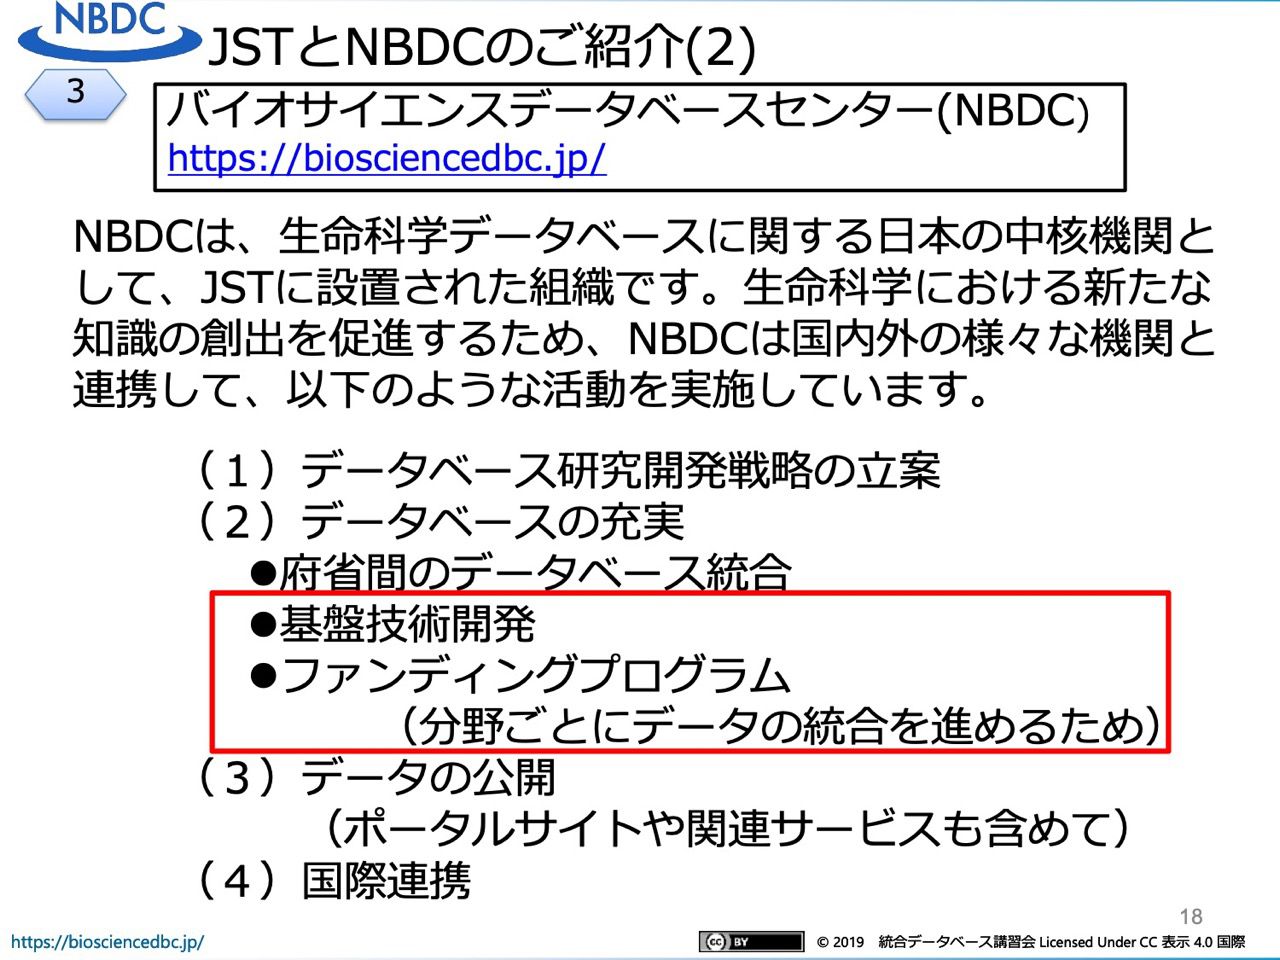 NBDC
JSTとNBDCのご紹介(2)
3
バイオサイエンスデータベースセンター(NBDC)
https://biosciencedbc.jp/
NBDCは、生命科学データベースに関する日本の中核機関と
して、JSTに設置された組織です。生命科学における新たな
知識の創出を促進するため、NBDCは国内外の様々な機関と
連携して、以下のような活動を実施しています。
（１）データベース研究開発戦略の立案
（２）データベースの充実
●府省間のデータベース統合
●基盤技術開発
●ファンディングプログラム
（分野ごとにデータの統合を進めるため）
（３）データの公開
（ポータルサイトや関連サービスも含めて）
（４）国際連携
18
https://biosciencedbc.jp/
cc BY
© 2019 統合データベース講習会 Licensed Under CC 表示 4.0 国際